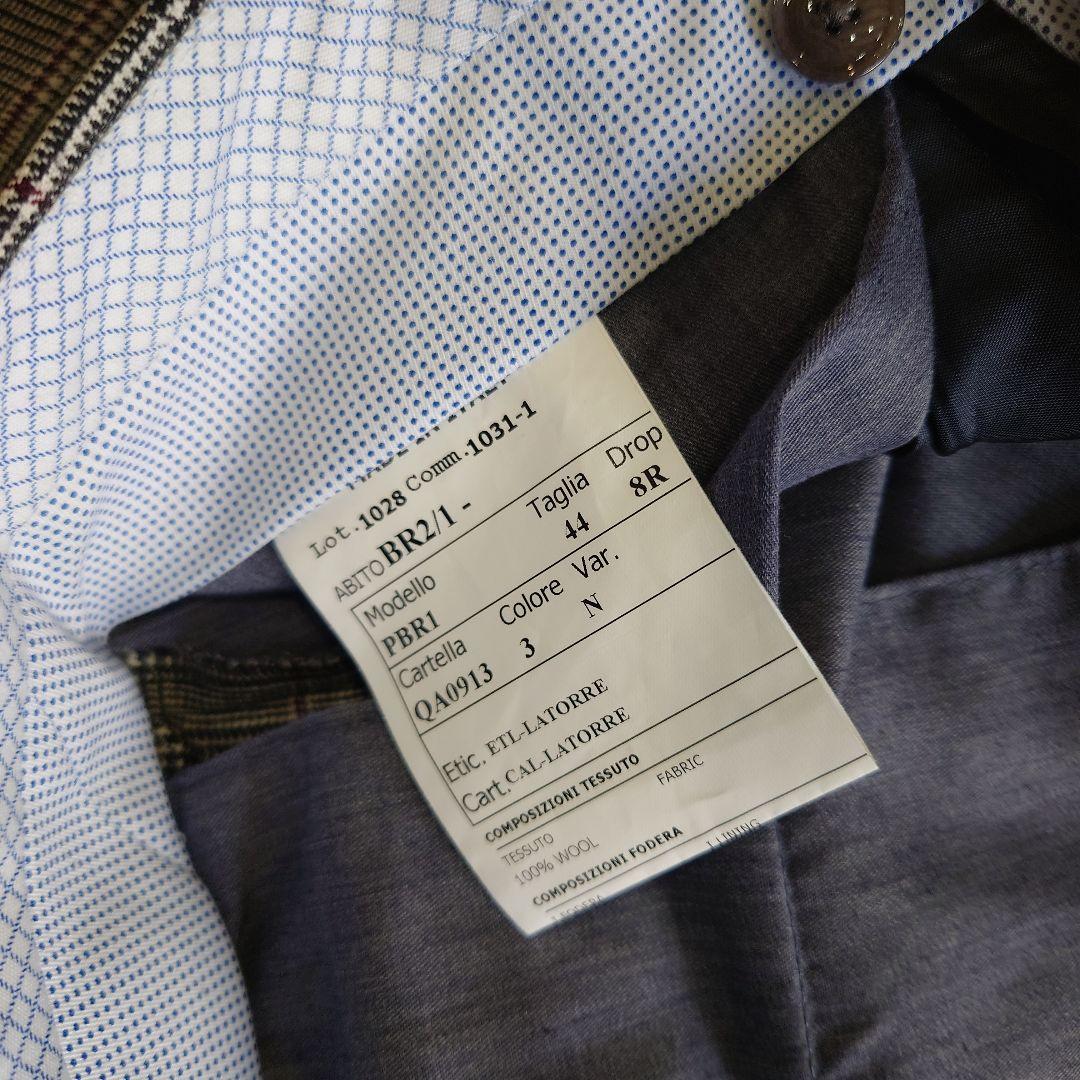 Lot.1028 Comm.1031-1
ABITO BR2/1 -
Modello Taglia Drop
PBR1 44 8R
Cartella Colore Var.
QA0913 3 N
Etic. ETL-LATORRE
Cart. CAL-LATORRE
COMPOSIZIONI TESSUTO
TESSUTO FABRIC
100% WOOL
COMPOSIZIONI FODERA
LINING